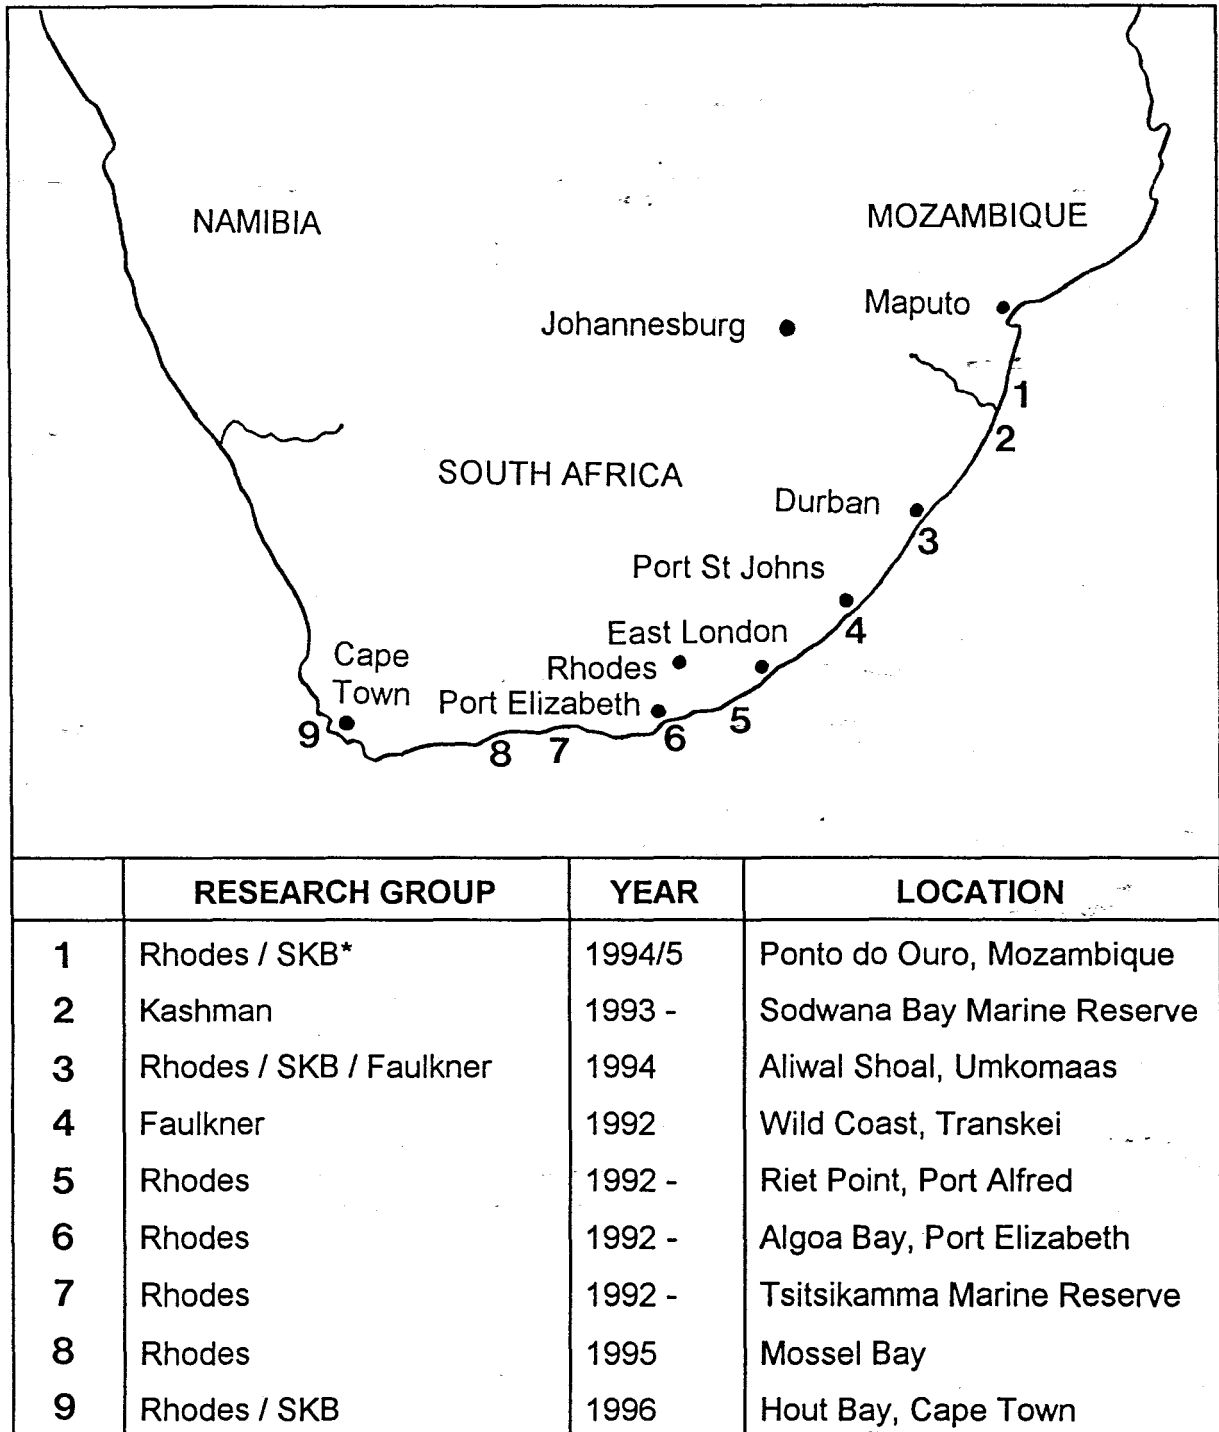 NAMIBIA
MOZAMBIQUE
Maputo
Johannesburg
1
2
SOUTH AFRICA
Durban
3
Port St Johns
4
East London
Cape
Town
Rhodes
Port Elizabeth
5
6
7
8
9
RESEARCH GROUP YEAR LOCATION
1 Rhodes / SKB* 1994/5 Ponto do Ouro, Mozambique
2 Kashman 1993 - Sodwana Bay Marine Reserve
3 Rhodes / SKB / Faulkner 1994 Aliwal Shoal, Umkomaas
4 Faulkner 1992 Wild Coast, Transkei
5 Rhodes 1992 - Riet Point, Port Alfred
6 Rhodes 1992 - Algoa Bay, Port Elizabeth
7 Rhodes 1992 - Tsitsikamma Marine Reserve
8 Rhodes 1995 Mossel Bay
9 Rhodes / SKB 1996 Hout Bay, Cape Town